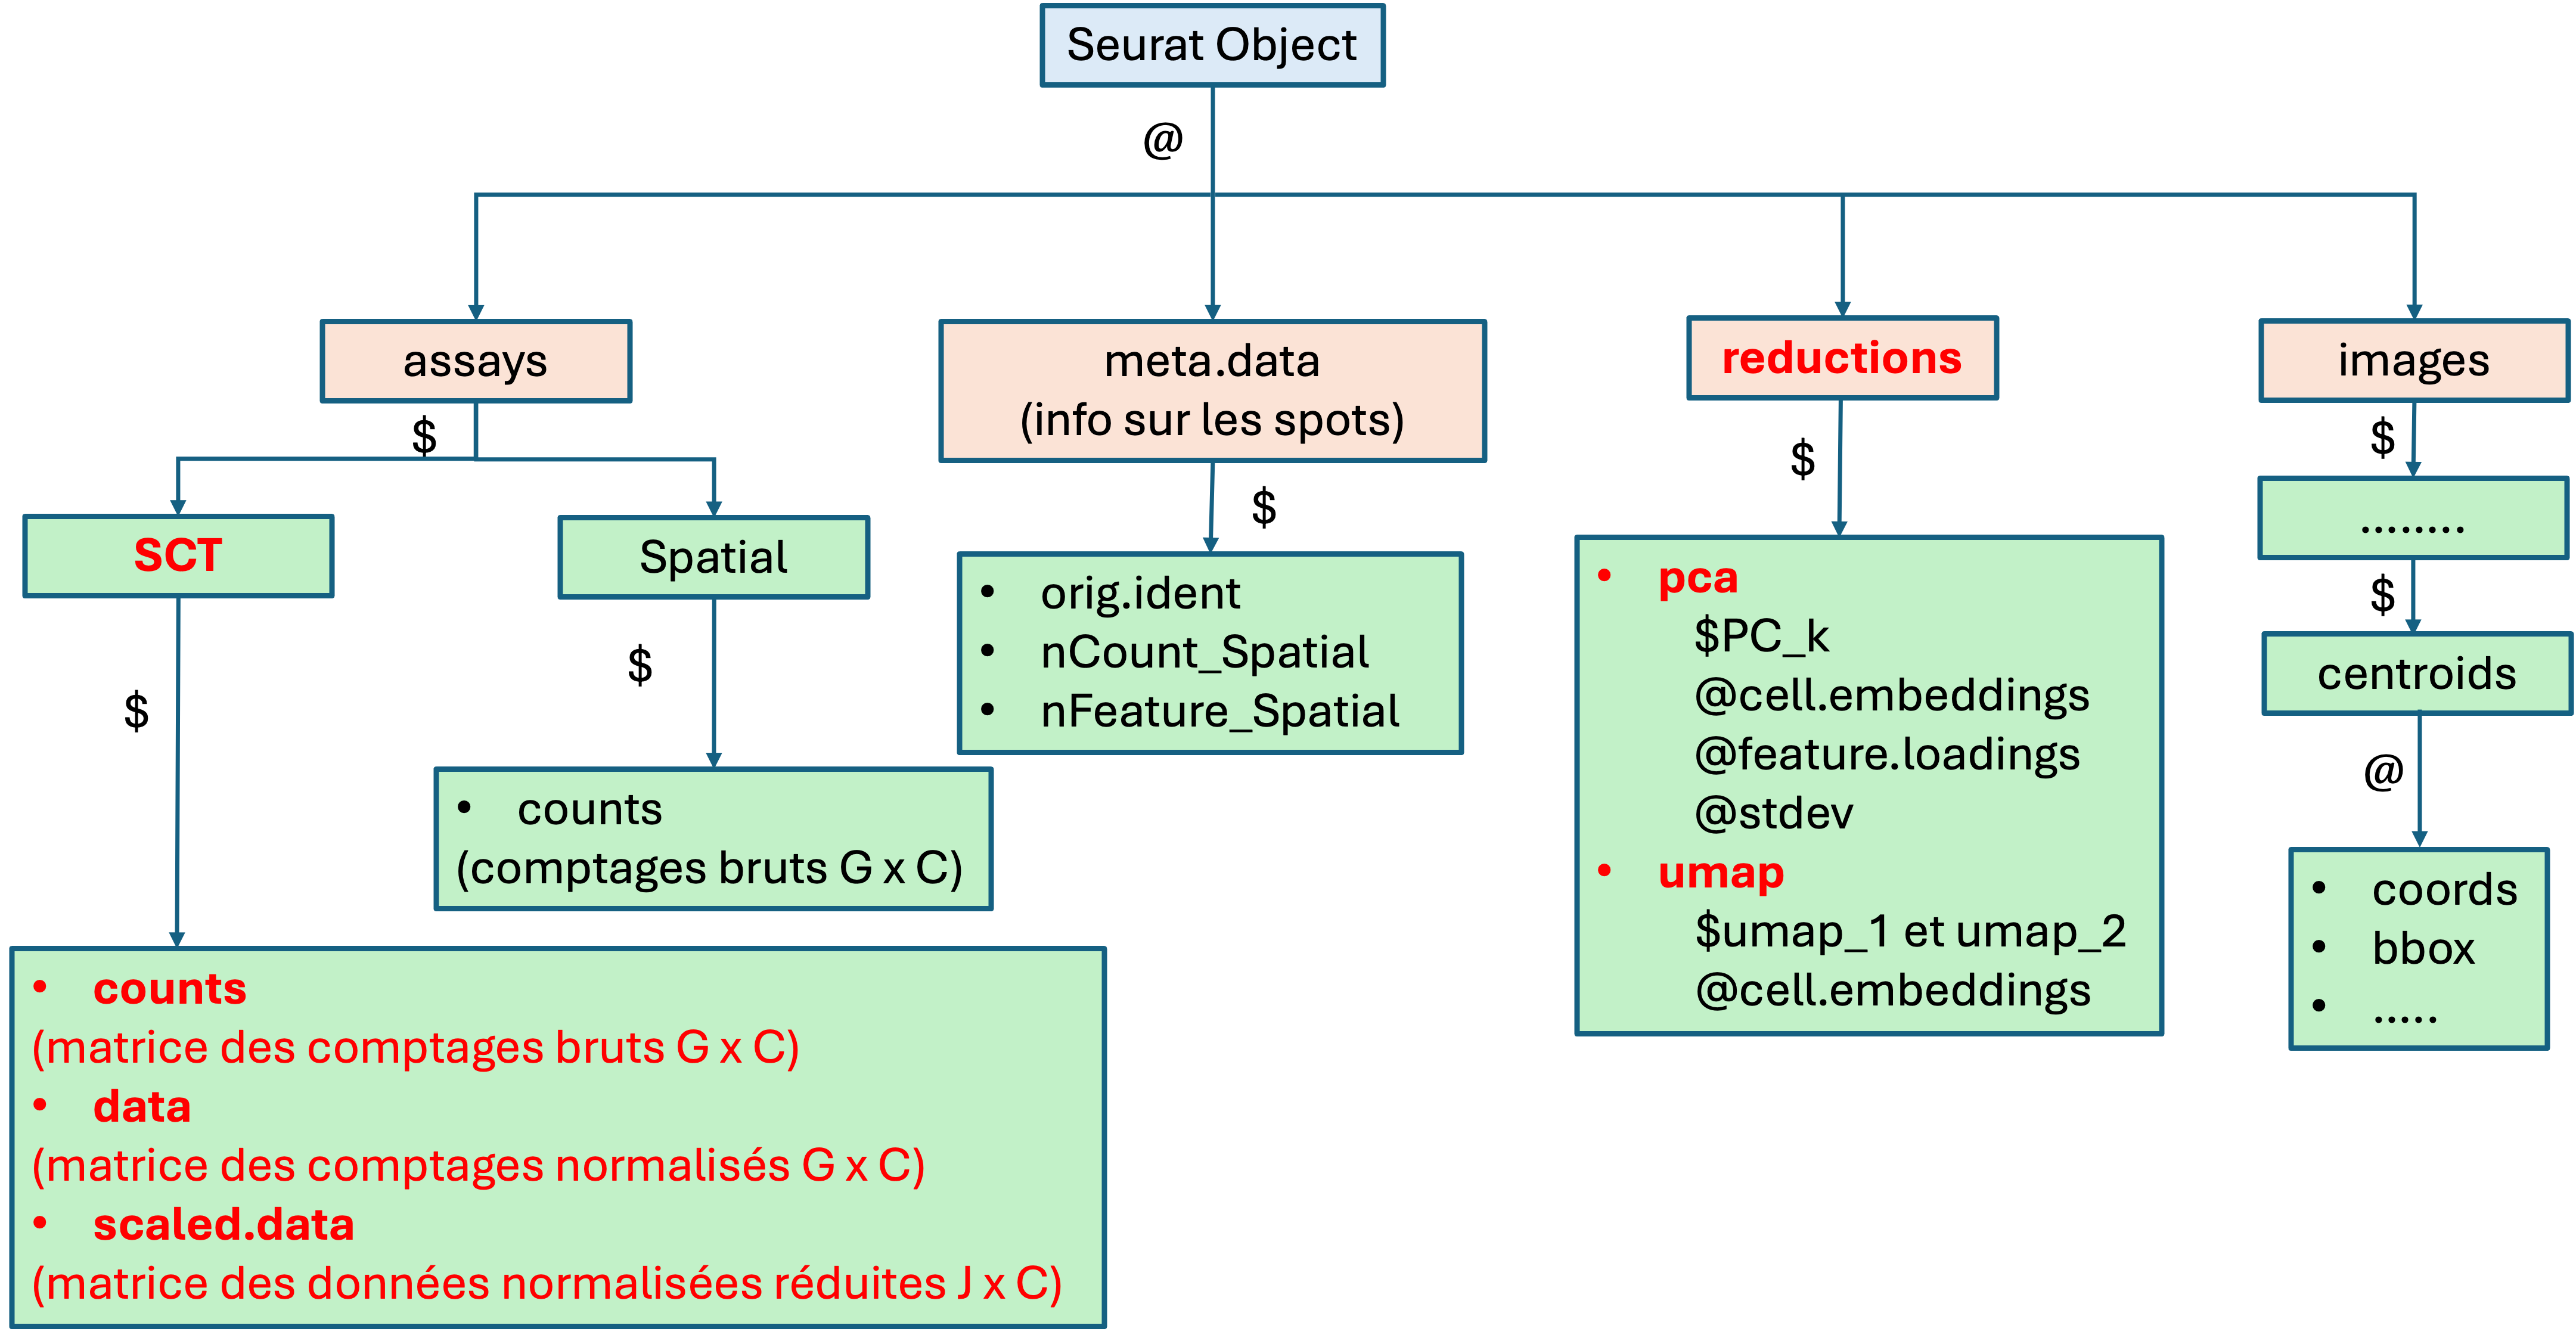 Seurat Object
@
assays
meta.data
(info sur les spots)
reductions
images
$
$
$
$
SCT
Spatial
........
$
$
$
centroids
@
• orig.ident
• nCount_Spatial
• nFeature_Spatial
• counts
(comptages bruts G x C)
• pca
$PC_k
@cell.embeddings
@feature.loadings
@stdev
• umap
$umap_1 et umap_2
@cell.embeddings
• coords
• bbox
• .....
• counts
(matrice des comptages bruts G x C)
• data
(matrice des comptages normalisés G x C)
• scaled.data
(matrice des données normalisées réduites J x C)